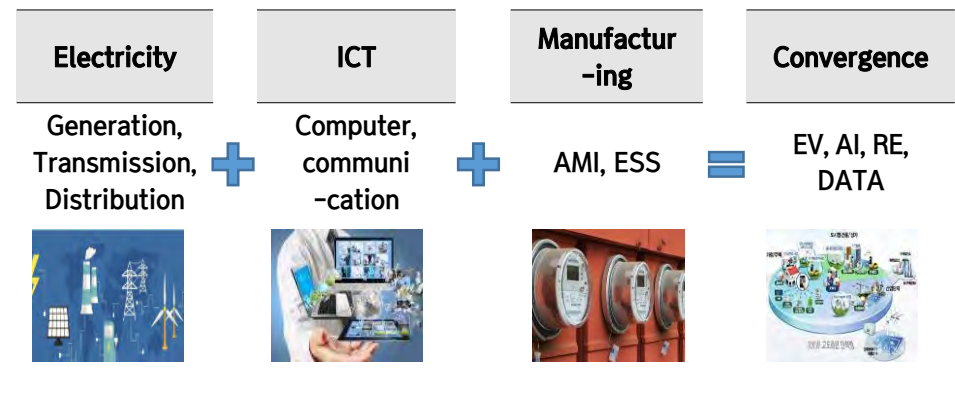 Electricity
ICT
Manufactur
-ing
Convergence
Generation,
Transmission,
Distribution
Computer,
communi
-cation
AMI, ESS
EV, AI, RE,
DATA